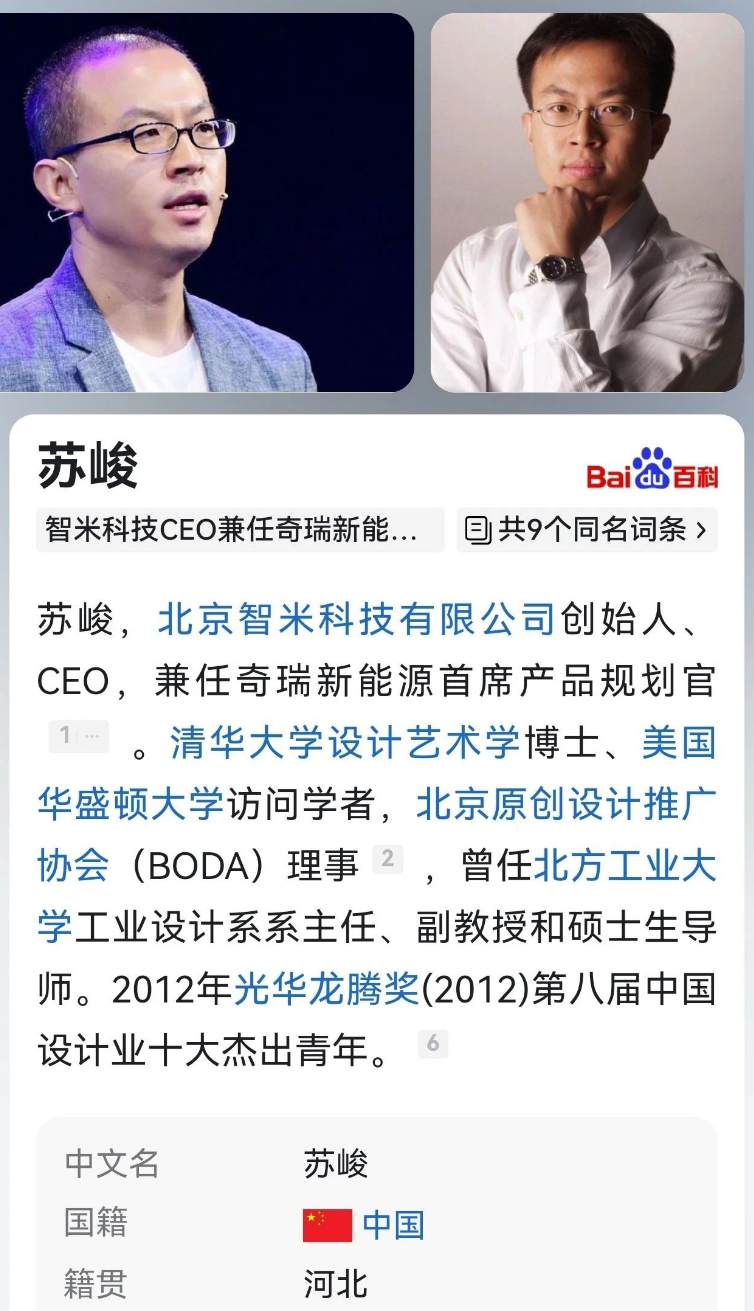 苏峻
Baidu百科
智米科技CEO兼任奇瑞新能...
共9个同名词条 >
苏峻，北京智米科技有限公司创始人、
CEO，兼任奇瑞新能源首席产品规划官
1 ... 。清华大学设计艺术学博士、美国
华盛顿大学访问学者，北京原创设计推广
协会（BODA）理事 2 ，曾任北方工业大
学工业设计系系主任、副教授和硕士生导
师。2012年光华龙腾奖(2012)第八届中国
设计业十大杰出青年。 6
中文名 苏峻
国籍 中国
籍贯 河北